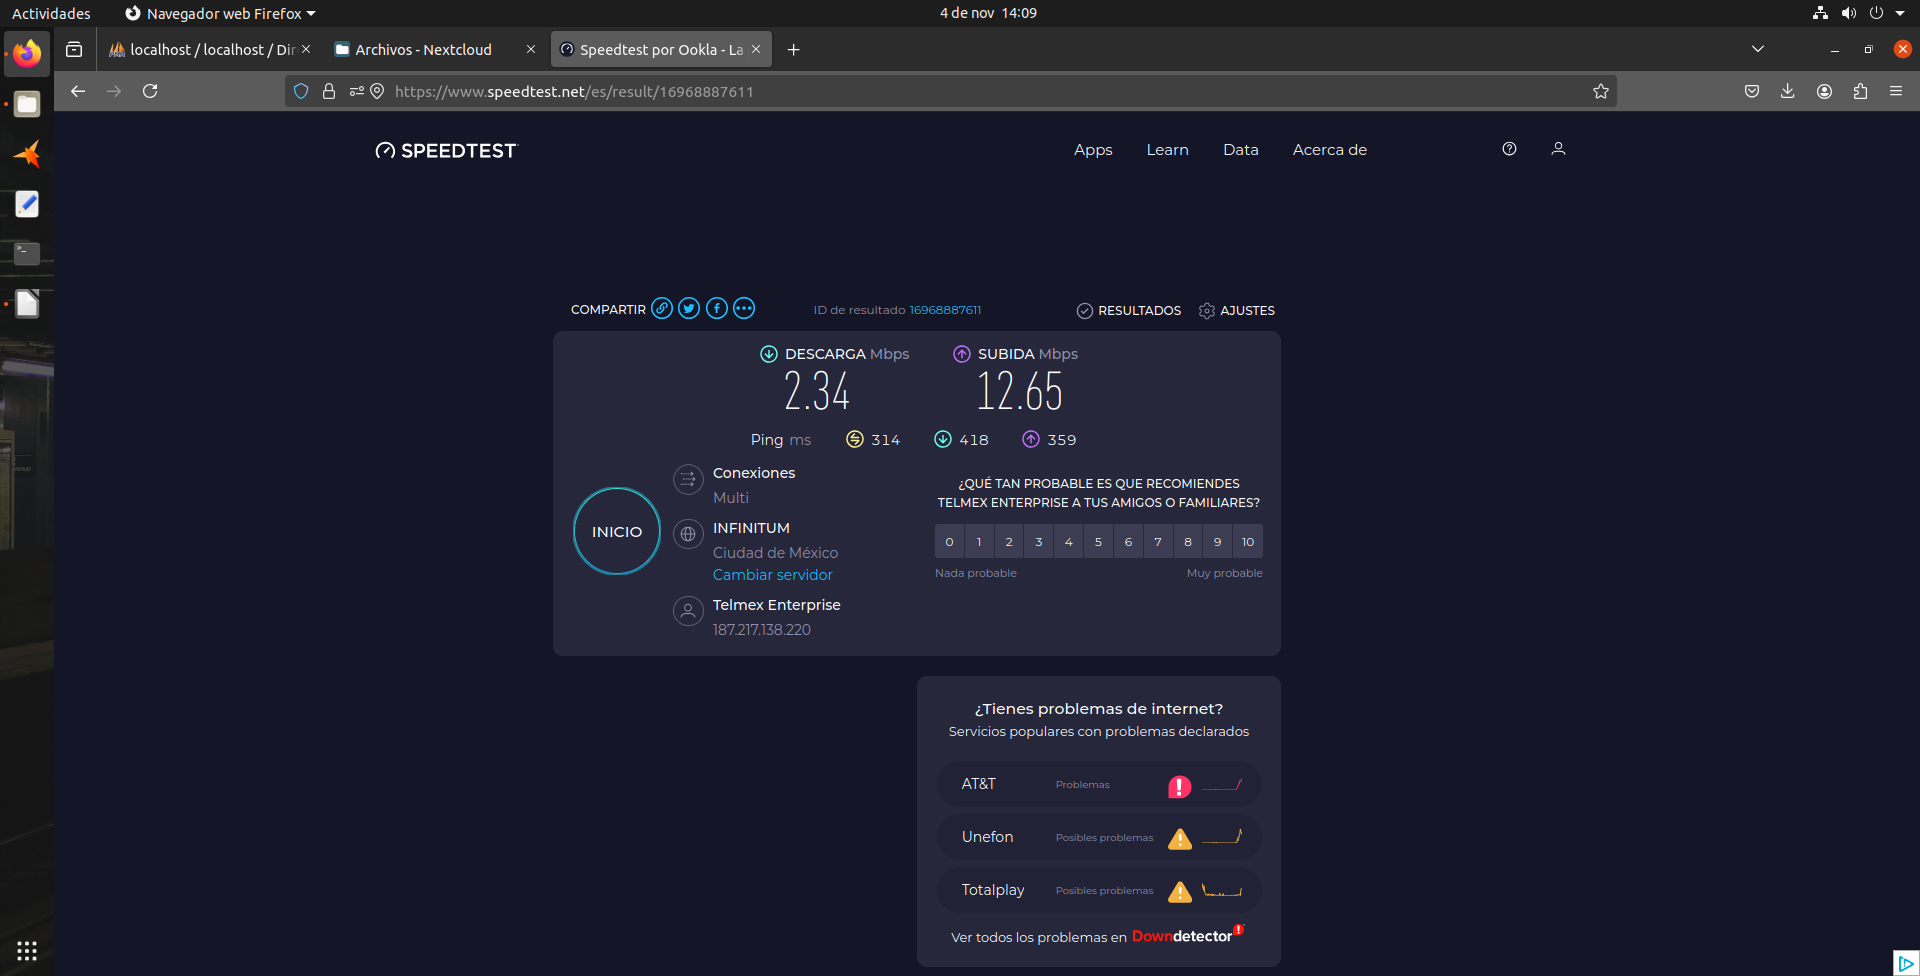 Actividades
Navegador web Firefox
4 de nov 14:09
localhost / localhost / Dir
Archivos - Nextcloud
Speedtest por Ookla - La
https://www.speedtest.net/es/result/16968887611
SPEEDTEST
Apps
Learn
Data
Acerca de
COMPARTIR
ID de resultado 16968887611
RESULTADOS
AJUSTES
DESCARGA Mbps
SUBIDA Mbps
2.34
12.65
Ping ms
314
418
359
Conexiones
Multi
INICIO
INFINITUM
Ciudad de México
Cambiar servidor
Telmex Enterprise
187.217.138.220
¿QUÉ TAN PROBABLE ES QUE RECOMIENDES
TELMEX ENTERPRISE A TUS AMIGOS O FAMILIARES?
0 1 2 3 4 5 6 7 8 9 10
Nada probable
Muy probable
¿Tienes problemas de internet?
Servicios populares con problemas declarados
AT&T
Problemas
Unefon
Posibles problemas
Totalplay
Posibles problemas
Ver todos los problemas en Downdetector